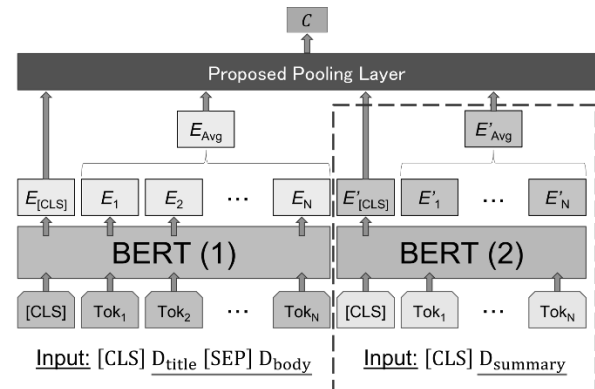 C
Proposed Pooling Layer
E_Avg E'_Avg
E_[CLS] E_1 E_2 ... E_N E'_[CLS] E'_1 ... E'_N
BERT (1) BERT (2)
[CLS] Tok_1 Tok_2 ... Tok_N [CLS] Tok_1 ... Tok_N
Input: [CLS] D_title [SEP] D_body Input: [CLS] D_summary